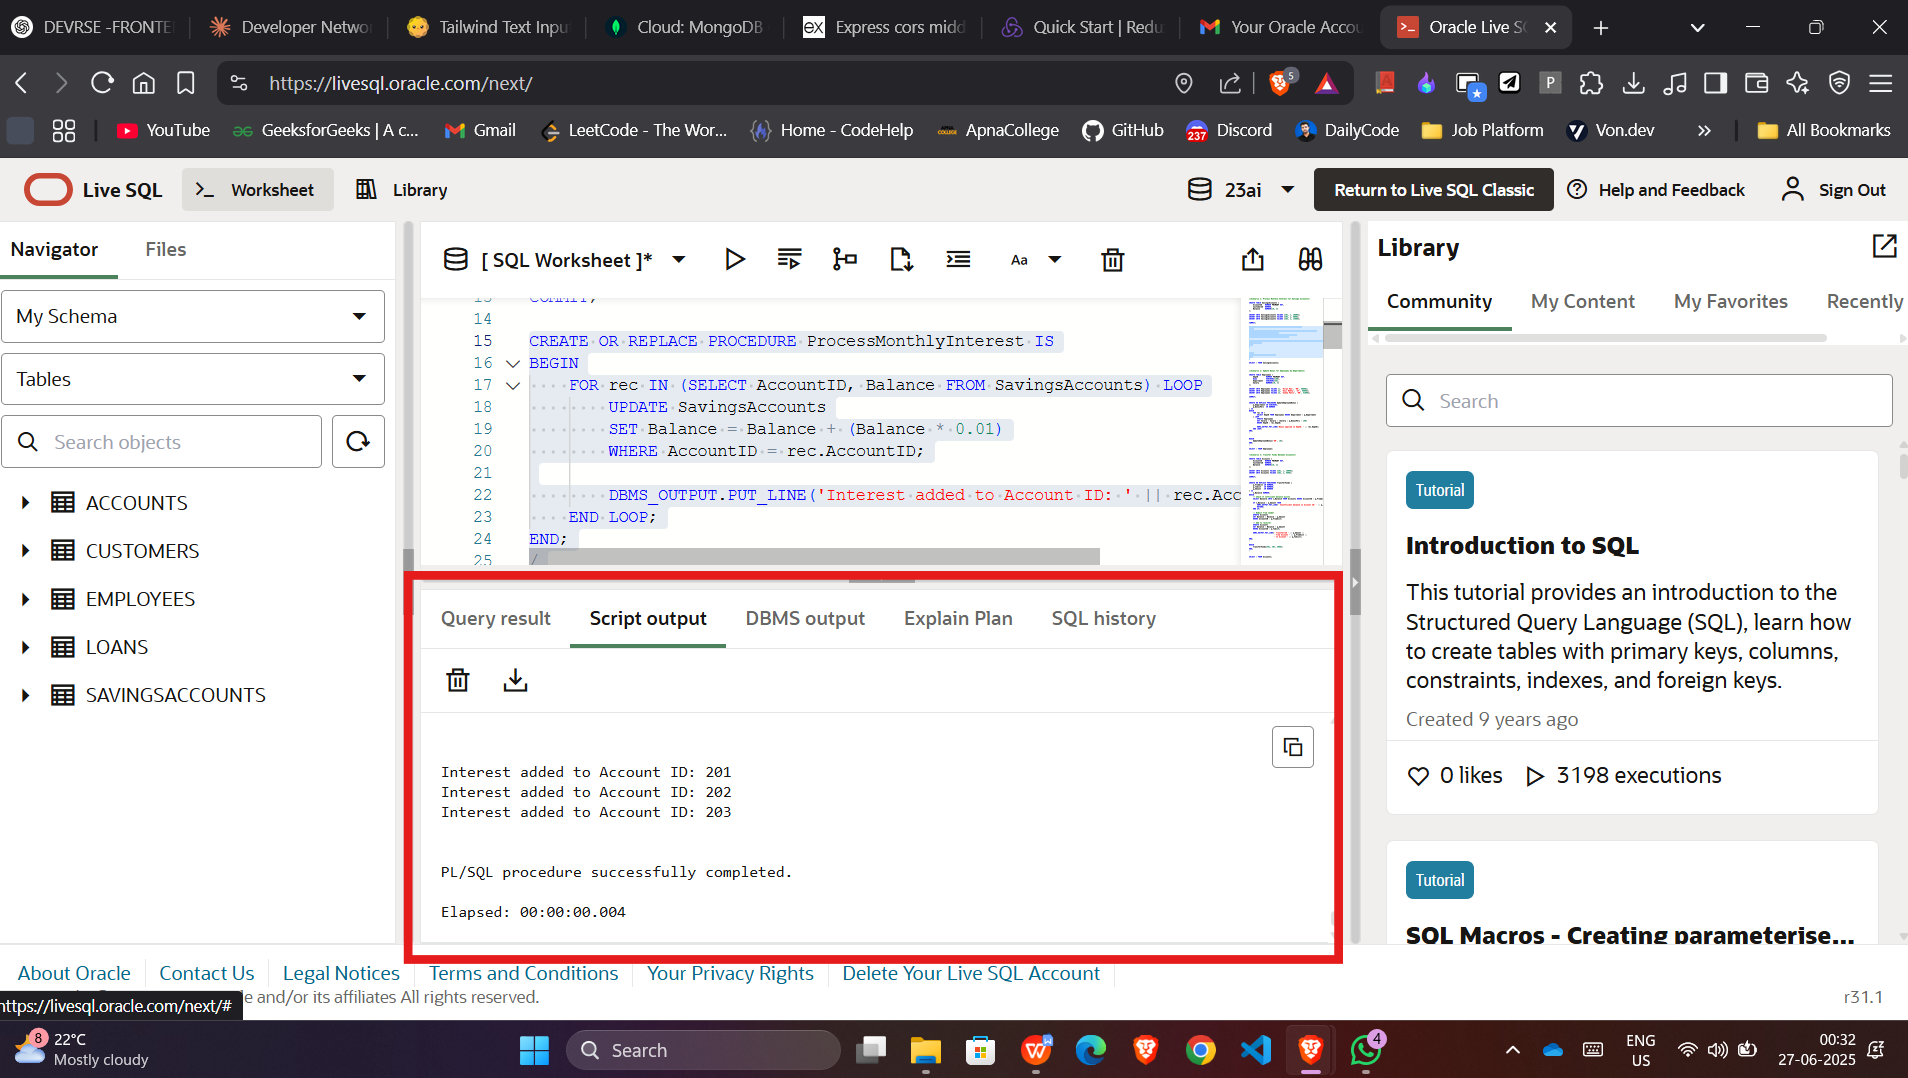 DEVRSE -FRONTE
Developer Netwo
Tailwind Text Inpu
Cloud: MongoDB
Express cors midd
Quick Start | Redu
Your Oracle Accou
Oracle Live S
https://livesql.oracle.com/next/
5
YouTube
GeeksforGeeks | A c...
Gmail
LeetCode - The Wor...
Home - CodeHelp
ApnaCollege
GitHub
237
Discord
DailyCode
Job Platform
Von.dev
All Bookmarks
Live SQL
Worksheet
Library
23ai
Return to Live SQL Classic
Help and Feedback
Sign Out
Navigator
Files
My Schema
Tables
Search objects
ACCOUNTS
CUSTOMERS
EMPLOYEES
LOANS
SAVINGSACCOUNTS
[ SQL Worksheet ]*
Aa
13 COMMIT;
14
15 CREATE OR REPLACE PROCEDURE ProcessMonthlyInterest IS
16 BEGIN
17 FOR rec IN (SELECT AccountID, Balance FROM SavingsAccounts) LOOP
18 UPDATE SavingsAccounts
19 SET Balance = Balance + (Balance * 0.01)
20 WHERE AccountID = rec.AccountID;
21
22 DBMS_OUTPUT.PUT_LINE('Interest added to Account ID: ' || rec.Acc
23 END LOOP;
24 END;
25 /
Query result
Script output
DBMS output
Explain Plan
SQL history
Interest added to Account ID: 201
Interest added to Account ID: 202
Interest added to Account ID: 203
PL/SQL procedure successfully completed.
Elapsed: 00:00:00.004
Library
Community
My Content
My Favorites
Recently
Search
Tutorial
Introduction to SQL
This tutorial provides an introduction to the
Structured Query Language (SQL), learn how
to create tables with primary keys, columns,
constraints, indexes, and foreign keys.
Created 9 years ago
0 likes
3198 executions
Tutorial
SQL Macros - Creating parameterise...
About Oracle
Contact Us
Legal Notices
Terms and Conditions
Your Privacy Rights
Delete Your Live SQL Account
e and/or its affiliates All rights reserved.
r31.1
https://livesql.oracle.com/next/#
8
22°C
Mostly cloudy
Search
4
ENG
US
00:32
27-06-2025